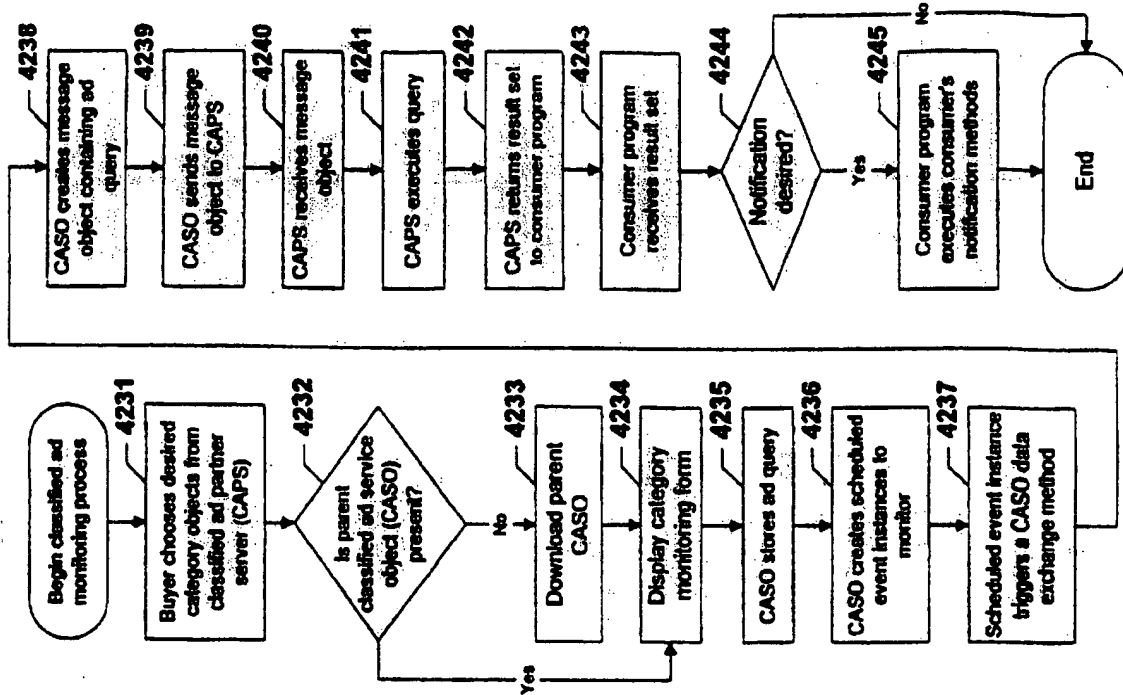 Begin classified ad
monitoring process
4231
Buyer chooses desired
category objects from
classified ad partner
server (CAPS)
4232
Is parent
classified ad service
object (CASO)
present?
Yes
No
4233
Download parent
CASO
4234
Display category
monitoring form
4235
CASO stores ad query
4236
CASO creates scheduled
event instances to
monitor
4237
Scheduled event instance
triggers a CASO data
exchange method
4238
CASO creates message
object containing ad
query
4239
CASO sends message
object to CAPS
4240
CAPS receives message
object
4241
CAPS executes query
4242
CAPS returns result set
to consumer program
4243
Consumer program
receives result set
4244
Notification
desired?
No
Yes
4245
Consumer program
executes consumer's
notification methods
End